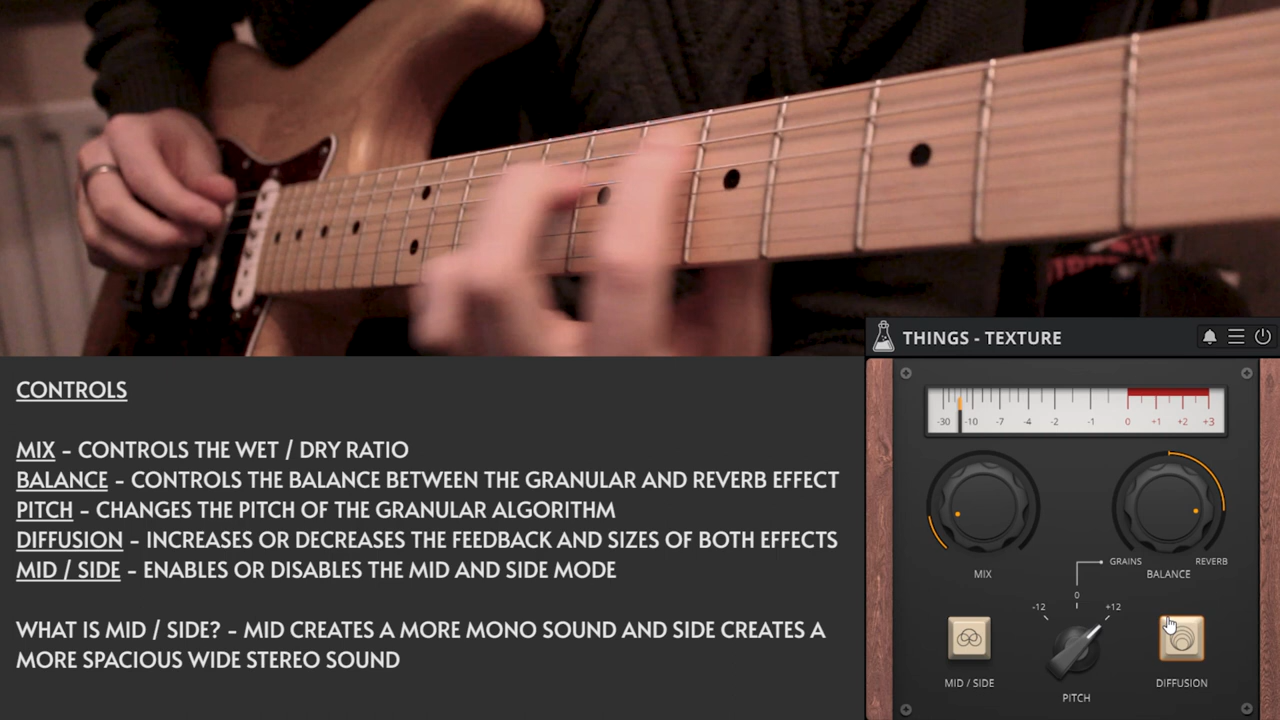 THINGS - TEXTURE
CONTROLS
MIX - CONTROLS THE WET / DRY RATIO
BALANCE - CONTROLS THE BALANCE BETWEEN THE GRANULAR AND REVERB EFFECT
PITCH - CHANGES THE PITCH OF THE GRANULAR ALGORITHM
DIFFUSION - INCREASES OR DECREASES THE FEEDBACK AND SIZES OF BOTH EFFECTS
MID / SIDE - ENABLES OR DISABLES THE MID AND SIDE MODE
WHAT IS MID / SIDE? - MID CREATES A MORE MONO SOUND AND SIDE CREATES A
MORE SPACIOUS WIDE STEREO SOUND
-30 -10 -7 -4 -2 -1 0 +1 +2 +3
GRAINS REVERB
MIX BALANCE
0
-12 +12
MID / SIDE DIFFUSION
PITCH